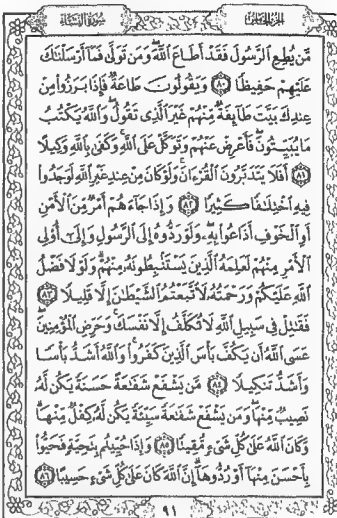 الجزء الخامس
سورة النساء
مَّن يُطِعِ الرَّسُولَ فَقَدْ أَطَاعَ اللَّهَ وَمَن تَوَلَّى فَمَا أَرْسَلْنَاكَ
عَلَيْهِمْ حَفِيظًا ٨٠ وَيَقُولُونَ طَاعَةٌ فَإِذَا بَرَزُوا مِنْ
عِندِكَ بَيَّتَ طَائِفَةٌ مِّنْهُمْ غَيْرَ الَّذِي تَقُولُ وَاللَّهُ يَكْتُبُ
مَا يُبَيِّتُونَ فَأَعْرِضْ عَنْهُمْ وَتَوَكَّلْ عَلَى اللَّهِ وَكَفَى بِاللَّهِ وَكِيلًا
٨١ أَفَلَا يَتَدَبَّرُونَ الْقُرْءَانَ وَلَوْ كَانَ مِنْ عِندِ غَيْرِ اللَّهِ لَوَجَدُوا
فِيهِ اخْتِلَافًا كَثِيرًا ٨٢ وَإِذَا جَاءَهُمْ أَمْرٌ مِّنَ الْأَمْنِ
أَوِ الْخَوْفِ أَذَاعُوا بِهِ وَلَوْ رَدُّوهُ إِلَى الرَّسُولِ وَإِلَى أُولِي
الْأَمْرِ مِنْهُمْ لَعَلِمَهُ الَّذِينَ يَسْتَنبِطُونَهُ مِنْهُمْ وَلَوْلَا فَضْلُ
اللَّهِ عَلَيْكُمْ وَرَحْمَتُهُ لَاتَّبَعْتُمُ الشَّيْطَانَ إِلَّا قَلِيلًا ٨٣
فَقَاتِلْ فِي سَبِيلِ اللَّهِ لَا تُكَلَّفُ إِلَّا نَفْسَكَ وَحَرِّضِ الْمُؤْمِنِينَ
عَسَى اللَّهُ أَن يَكُفَّ بَأْسَ الَّذِينَ كَفَرُوا وَاللَّهُ أَشَدُّ بَأْسًا
وَأَشَدُّ تَنكِيلًا ٨٤ مَّن يَشْفَعْ شَفَاعَةً حَسَنَةً يَكُن لَّهُ
نَصِيبٌ مِّنْهَا وَمَن يَشْفَعْ شَفَاعَةً سَيِّئَةً يَكُن لَّهُ كِفْلٌ مِّنْهَا
وَكَانَ اللَّهُ عَلَى كُلِّ شَيْءٍ مُّقِيتًا ٨٥ وَإِذَا حُيِّيتُم بِتَحِيَّةٍ فَحَيُّوا
بِأَحْسَنَ مِنْهَا أَوْ رُدُّوهَا إِنَّ اللَّهَ كَانَ عَلَى كُلِّ شَيْءٍ حَسِيبًا ٨٦
٩١